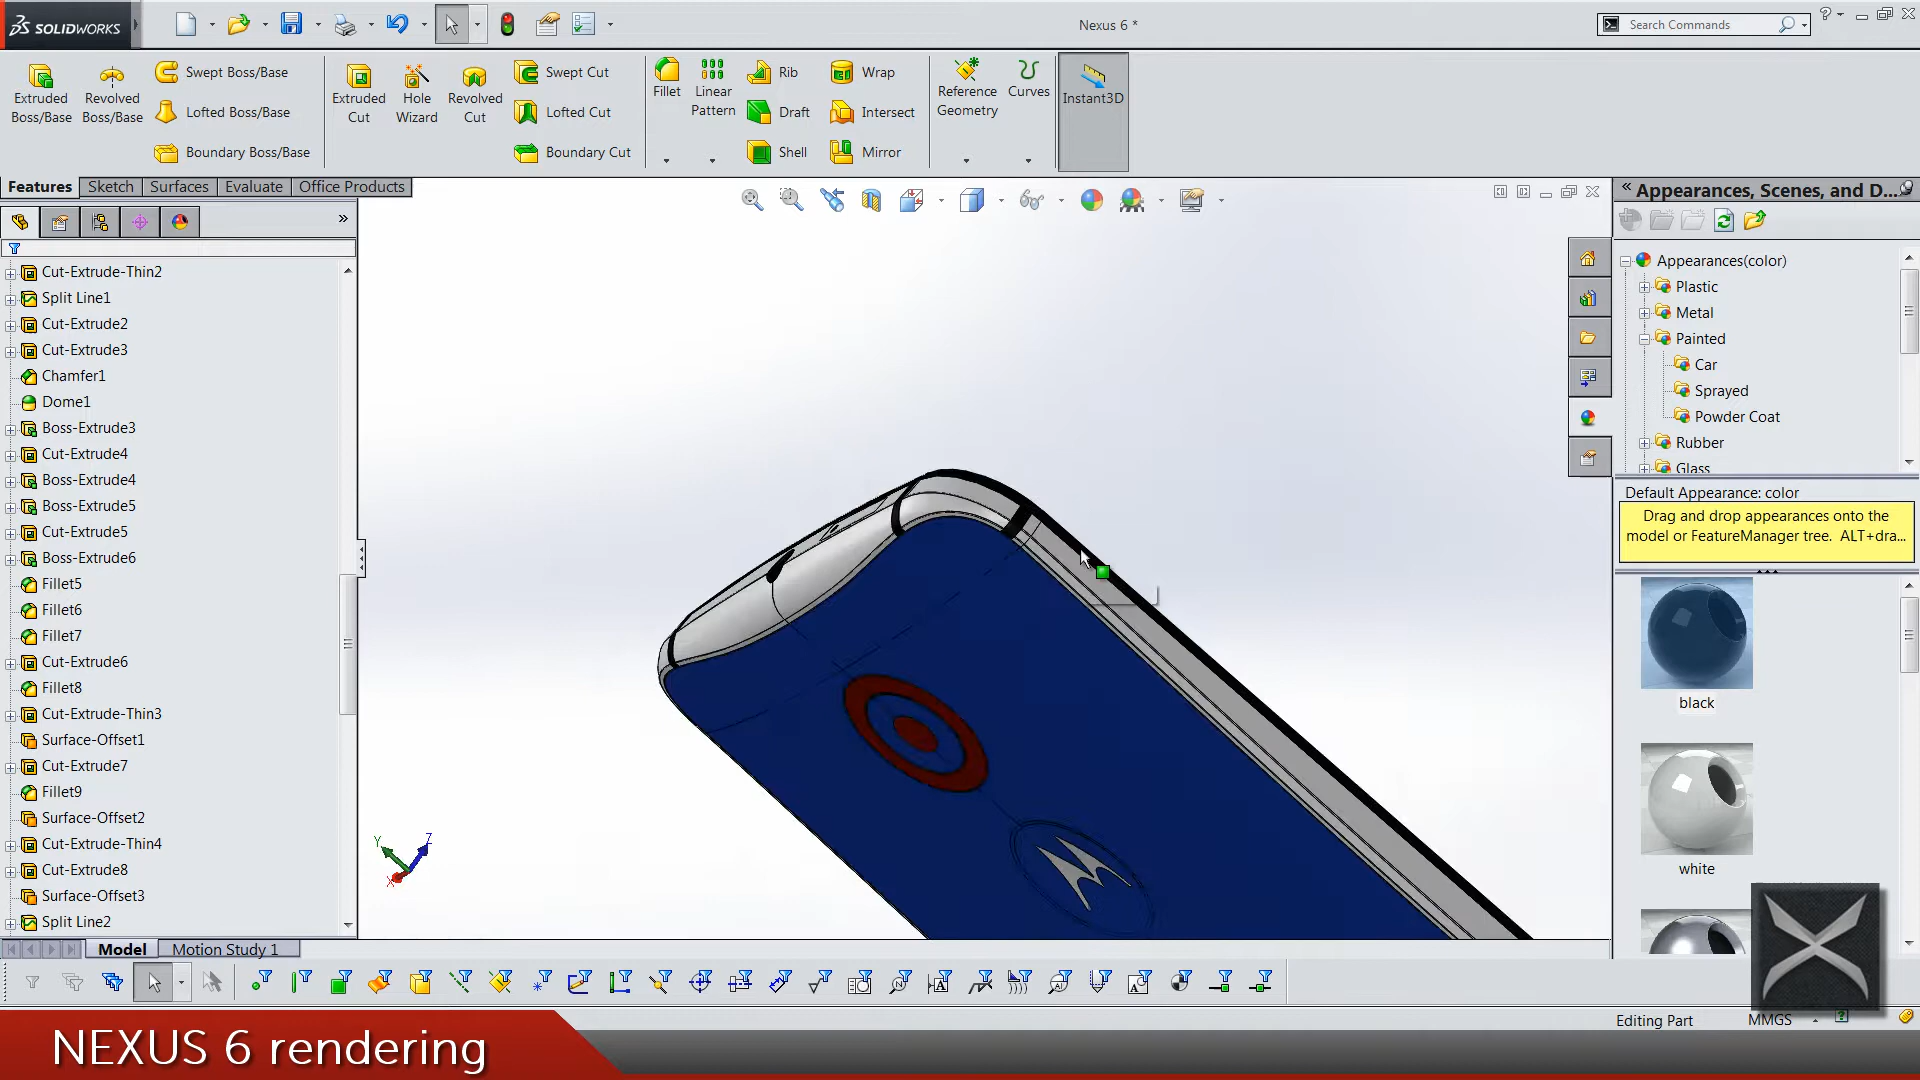 SOLIDWORKS
Nexus 6 *
Search Commands
Extruded Boss/Base
Revolved Boss/Base
Swept Boss/Base
Lofted Boss/Base
Boundary Boss/Base
Extruded Cut
Hole Wizard
Revolved Cut
Swept Cut
Lofted Cut
Boundary Cut
Fillet
Linear Pattern
Rib
Draft
Shell
Wrap
Intersect
Mirror
Reference Geometry
Curves
Instant3D
Features
Sketch
Surfaces
Evaluate
Office Products
Cut-Extrude-Thin2
Split Line1
Cut-Extrude2
Cut-Extrude3
Chamfer1
Dome1
Boss-Extrude3
Cut-Extrude4
Boss-Extrude4
Boss-Extrude5
Cut-Extrude5
Boss-Extrude6
Fillet5
Fillet6
Fillet7
Cut-Extrude6
Fillet8
Cut-Extrude-Thin3
Surface-Offset1
Cut-Extrude7
Fillet9
Surface-Offset2
Cut-Extrude-Thin4
Cut-Extrude8
Surface-Offset3
Split Line2
Y
Z
X
Appearances, Scenes, and D...
Appearances(color)
Plastic
Metal
Painted
Car
Sprayed
Powder Coat
Rubber
Glass
Default Appearance: color
Drag and drop appearances onto the
model or FeatureManager tree. ALT+dra...
black
white
Model
Motion Study 1
Editing Part
MMGS
NEXUS 6 rendering